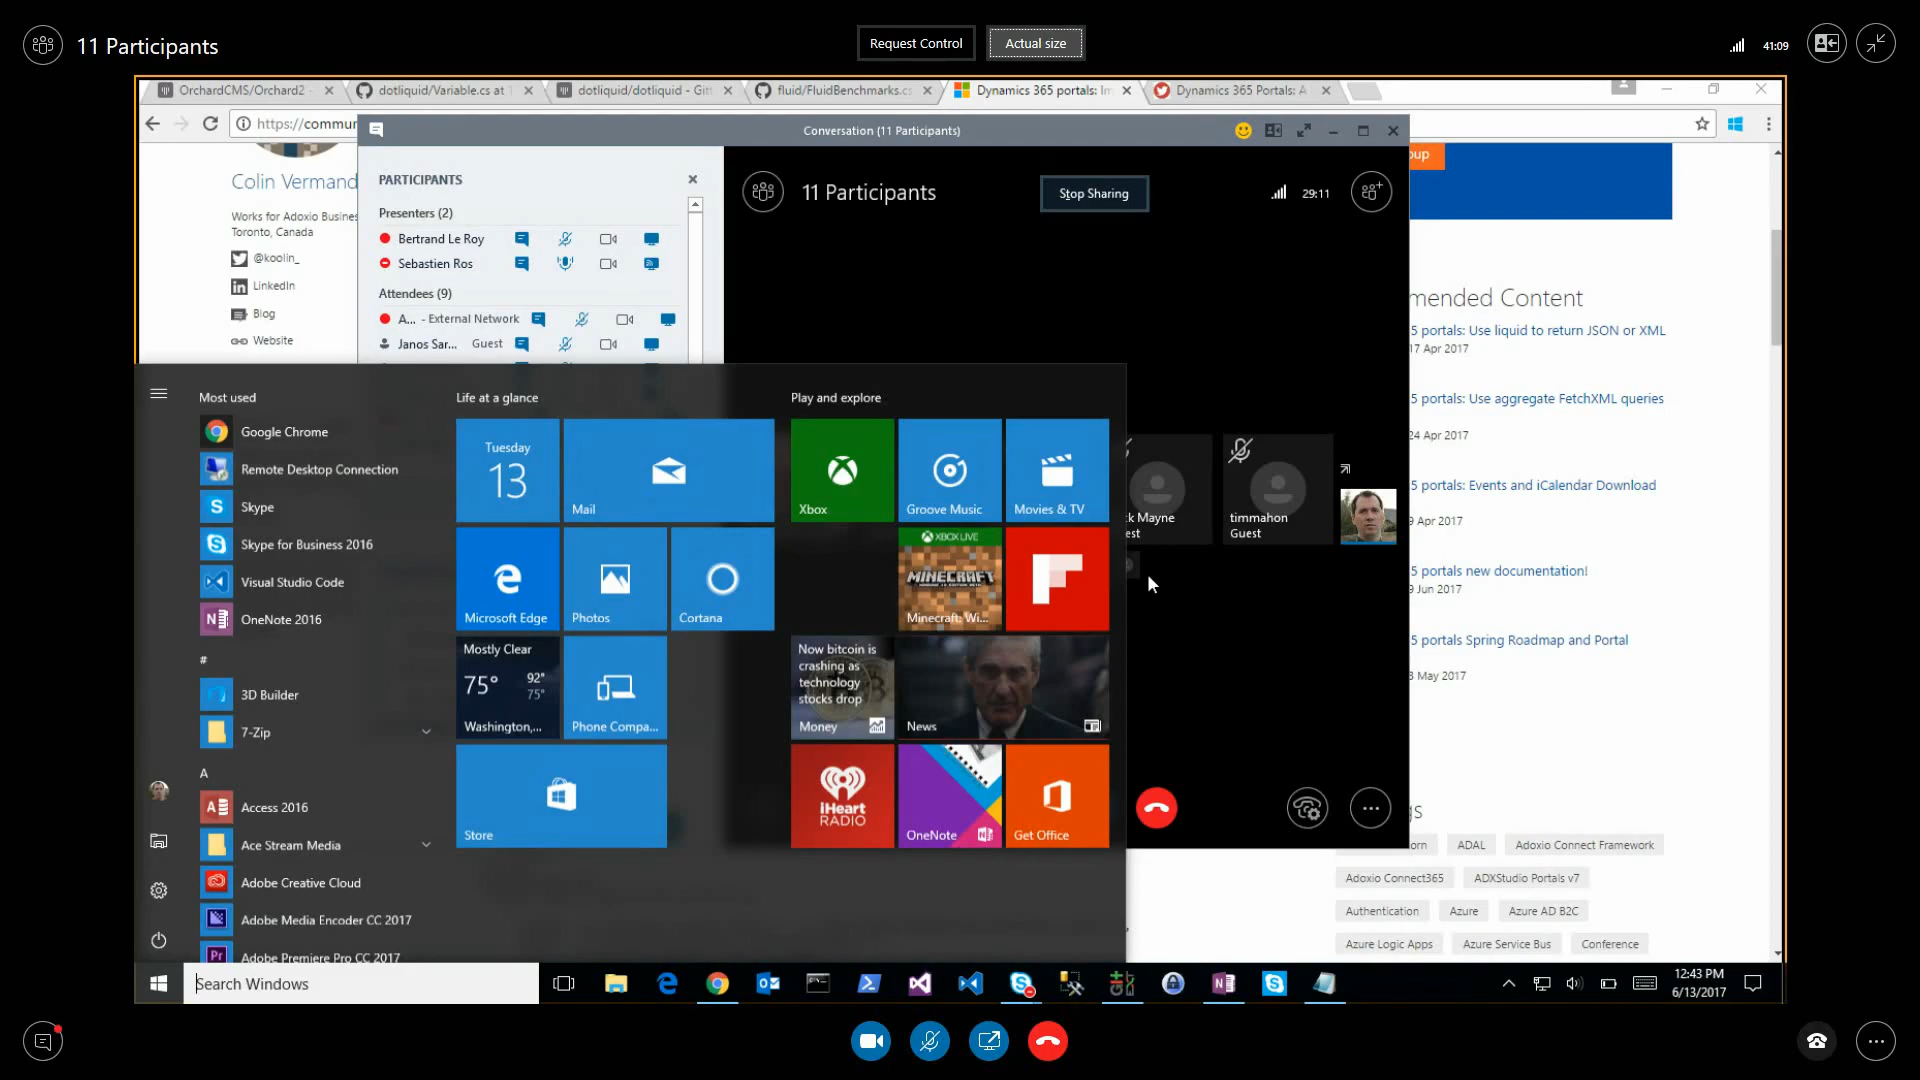 11 Participants
Request Control
Actual size
41:09
OrchardCMS/Orchard2 -
dotliquid/Variable.cs at
dotliquid/dotliquid - Git
fluid/FluidBenchmarks.cs
Dynamics 365 portals: Im
Dynamics 365 Portals: A
https://commun
Conversation (11 Participants)
Colin Vermand
Works for Adoxio Busines
Toronto, Canada
@koolin_
LinkedIn
Blog
Website
PARTICIPANTS
Presenters (2)
Bertrand Le Roy
Sebastien Ros
Attendees (9)
A... - External Network
Janos Sar... Guest
11 Participants
Stop Sharing
29:11
oup
mended Content
5 portals: Use liquid to return JSON or XML
17 Apr 2017
5 portals: Use aggregate FetchXML queries
24 Apr 2017
5 portals: Events and iCalendar Download
9 Apr 2017
5 portals new documentation!
9 Jun 2017
5 portals Spring Roadmap and Portal
3 May 2017
gs
orn
ADAL
Adoxio Connect Framework
Adoxio Connect365
ADXStudio Portals v7
Authentication
Azure
Azure AD B2C
Azure Logic Apps
Azure Service Bus
Conference
ck Mayne
est
timmahon
Guest
Most used
Google Chrome
Remote Desktop Connection
Skype
Skype for Business 2016
Visual Studio Code
OneNote 2016
#
3D Builder
7-Zip
A
Access 2016
Ace Stream Media
Adobe Creative Cloud
Adobe Media Encoder CC 2017
Adobe Premiere Pro CC 2017
Life at a glance
Tuesday
13
Mail
Microsoft Edge
Photos
Cortana
Mostly Clear
75°
92°
75°
Washington,...
Phone Compa...
Store
Play and explore
Xbox
Groove Music
Movies & TV
XBOX LIVE
MINECRAFT
Minecraft: Wi...
Now bitcoin is
crashing as
technology
stocks drop
Money
News
iHeart
RADIO
OneNote
Get Office
Search Windows
12:43 PM
6/13/2017